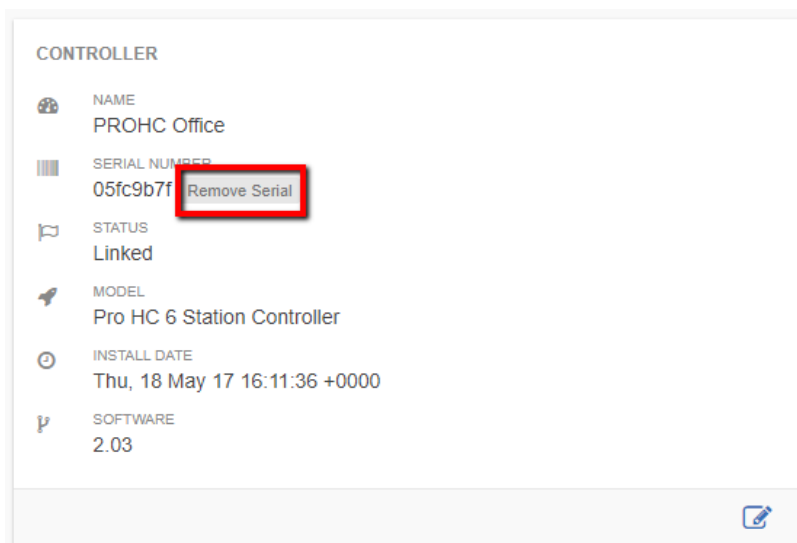 CONTROLLER
NAME
PROHC Office
SERIAL NUMBER
05fc9b7f Remove Serial
STATUS
Linked
MODEL
Pro HC 6 Station Controller
INSTALL DATE
Thu, 18 May 17 16:11:36 +0000
SOFTWARE
2.03